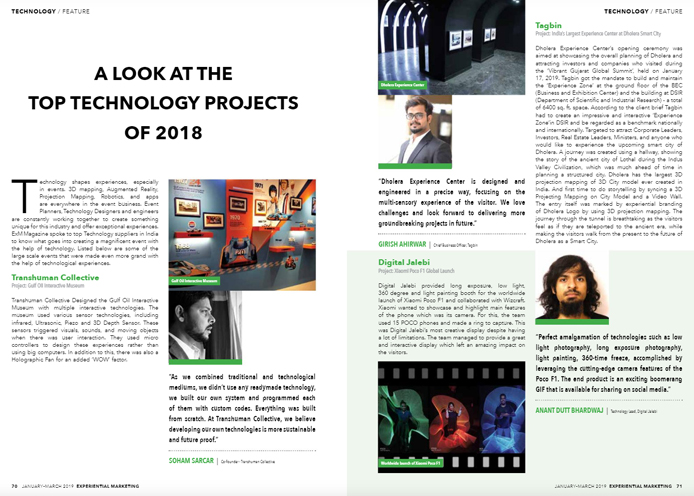 TECHNOLOGY / FEATURE
A LOOK AT THE
TOP TECHNOLOGY PROJECTS
OF 2018
Technology shapes experiences, especially
in events. 3D mapping, Augmented Reality,
Projection Mapping, Robotics, and apps
are everywhere in the event business. Event
Planners, Technology Designers and engineers
are constantly working together to create something
unique for this industry and offer exceptional experiences.
ExM Magazine spoke to top Technology suppliers in India
to know what goes into creating a magnificent event with
the help of technology. Listed below are some of the
large scale events that were made even more grand with
the help of technological experiences.
Transhuman Collective
Project: Gulf Oil Interactive Museum
Transhuman Collective Designed the Gulf Oil Interactive
Museum with multiple interactive technologies. The
museum used various sensor technologies, including
infrared, Ultrasonic, Piezo and 3D Depth Sensor. These
sensors triggered visuals, sounds, and moving objects
when there was user interaction. They used micro
controllers to design these experiences rather than
using big computers. In addition to this, there was also a
Holographic Fan for an added 'WOW' factor.
Gulf Oil Interactive Museum
"As we combined traditional and technological
mediums, we didn't use any readymade technology,
we built our own system and programmed each
of them with custom codes. Everything was built
from scratch. At Transhuman Collective, we believe
developing our own technologies is more sustainable
and future proof."
SOHAM SARCAR | Co-Founder - Transhuman Collective
70 JANUARY-MARCH 2019 EXPERIENTIAL MARKETING
TECHNOLOGY / FEATURE
Dholera Experience Center
"Dholera Experience Center is designed and
engineered in a precise way, focusing on the
multi-sensory experience of the visitor. We love
challenges and look forward to delivering more
groundbreaking projects in future."
GIRISH AHIRWAR | Chief Business Officer, Tagbin
Tagbin
Project: India's Largest Experience Center at Dholera Smart City
Dholera Experience Center's opening ceremony was
aimed at showcasing the overall planning of Dholera and
attracting investors and companies who visited during
the 'Vibrant Gujarat Global Summit', held on January
17, 2019. Tagbin got the mandate to build and maintain
the 'Experience Zone' at the ground floor of the BEC
(Business and Exhibition Center) and the building at DSIR
(Department of Scientific and Industrial Research) - a total
of 6400 sq. ft. space. According to the client brief Tagbin
had to create an impressive and interactive 'Experience
Zone'in DSIR and be regarded as a benchmark nationally
and internationally. Targeted to attract Corporate Leaders,
Investors, Real Estate Leaders, Ministers, and anyone who
would like to experience the upcoming smart city of
Dholera. A journey was created using a hallway, showing
the story of the ancient city of Lothal during the Indus
Valley Civilization, which was much ahead of time in
planning a structured city. Dholera has the largest 3D
projection mapping of 3D City model ever created in
India. And first time to do storytelling by syncing a 3D
Projecting Mapping on City Model and a Video Wall.
The entry itself was marked by experiential branding
of Dholera Logo by using 3D projection mapping. The
journey through the tunnel is breathtaking as the visitors
feel as if they are teleported to the ancient era, while
making the visitors walk from the present to the future of
Dholera as a Smart City.
Digital Jalebi
Project: Xiaomi Poco F1 Global Launch
Digital Jalebi provided long exposure, low light,
360 degree and light painting booth for the worldwide
launch of Xiaomi Poco F1 and collaborated with Wizcraft.
Xiaomi wanted to showcase and highlight main features
of the phone which was its camera. For this, the team
used 15 POCO phones and made a ring to capture. This
was Digital Jalebi's most creative display despite having
a lot of limitations. The team managed to provide a great
and interactive display which left an amazing impact on
the visitors.
Worldwide launch of Xiaomi Poco F1
"Perfect amalgamation of technologies such as low
light photography, long exposure photography,
light painting, 360-time freeze, accomplished by
leveraging the cutting-edge camera features of the
Poco F1. The end product is an exciting boomerang
GIF that is available for sharing on social media."
ANANT DUTT BHARDWAJ | Technology Lead, Digital Jalebi
JANUARY-MARCH 2019 EXPERIENTIAL MARKETING 71